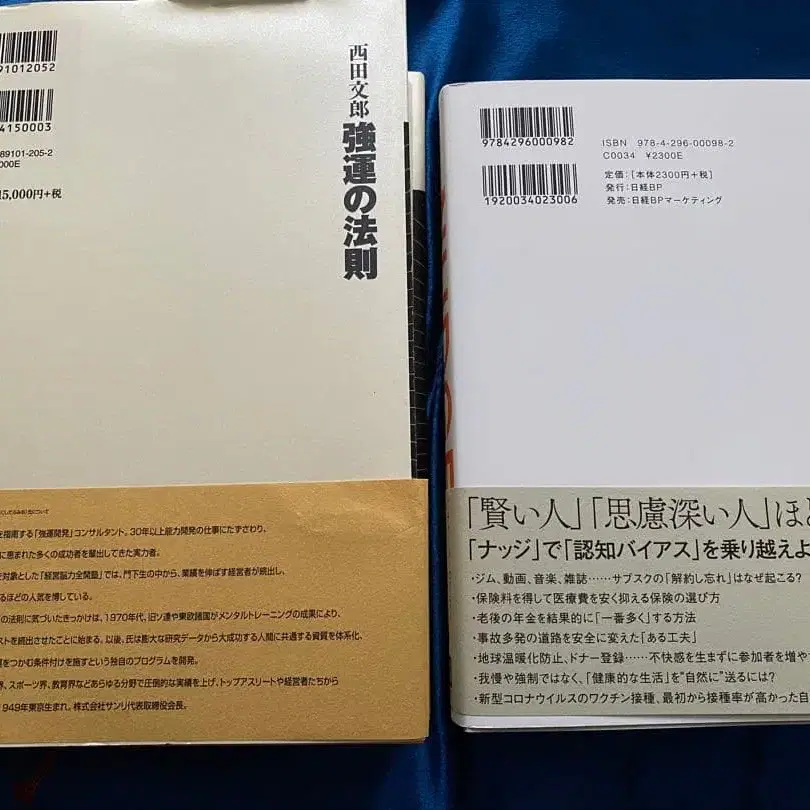 91012052
4150003
89101-205-2
000E
15,000円+税
西田文郎
強運の法則
を指南する「強運開発」コンサルタント。30年以上能力開発の仕事にたずさわり、
に恵まれた多くの成功者を輩出してきた実力者。
を対象とした「経営脳力全開塾」では、門下生の中から、業績を伸ばす経営者が続出し、
るほどの人気を博している。
の法則に気づいたきっかけは、1970年代、旧ソ連や東欧諸国がメンタルトレーニングの成果により、
ストを続出させたことに始まる。以後、氏は膨大な研究データから大成功する人間に共通する資質を体系化、
をつかむ条件付けを施すという独自のプログラムを開発。
界、スポーツ界、教育界などあらゆる分野で圧倒的な実績を上げ、トップアスリートや経営者たちから
949年東京生まれ。株式会社サンリ代表取締役会長。
9784296000982
1920034023006
ISBN 978-4-296-00098-2
C0034 ¥2300E
定価:[本体2300円+税]
発行:日経BP
発売:日経BPマーケティング
「賢い人」「思慮深い人」ほど
「ナッジ」で「認知バイアス」を乗り越えよ
・ジム、動画、音楽、雑誌……サブスクの「解約し忘れ」はなぜ起こる?
・保険料を得して医療費を安く抑える保険の選び方
・老後の年金を結果的に「一番多く」する方法
・事故多発の道路を安全に変えた「ある工夫」
・地球温暖化防止、ドナー登録……不快感を生まずに参加者を増やす
・我慢や強制ではなく、「健康的な生活」を"自然に"送るには?
・新型コロナウイルスのワクチン接種、最初から接種率が高かった自